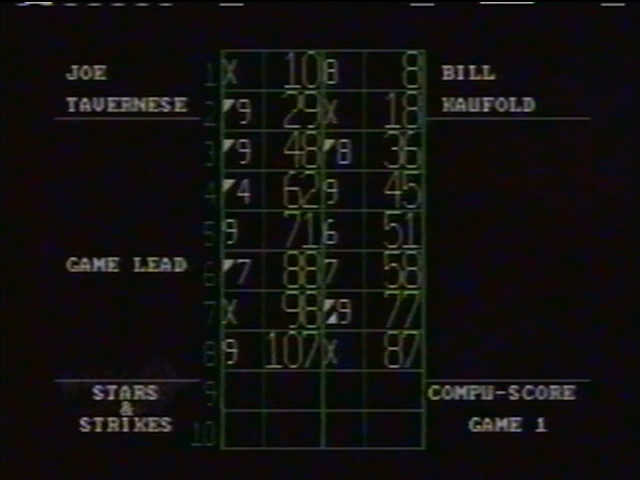 JOE 1 X 10 8 8 BILL
TAVERNESE 2 9 29 X 18 KAUFOLD
3 9 48 8 36
4 4 62 9 45
5 9 71 6 51
GAME LEAD 6 7 88 7 58
7 X 98 9 77
8 9 107 X 87
STARS 9 COMPU-SCORE
&
STRIKES 10 GAME 1